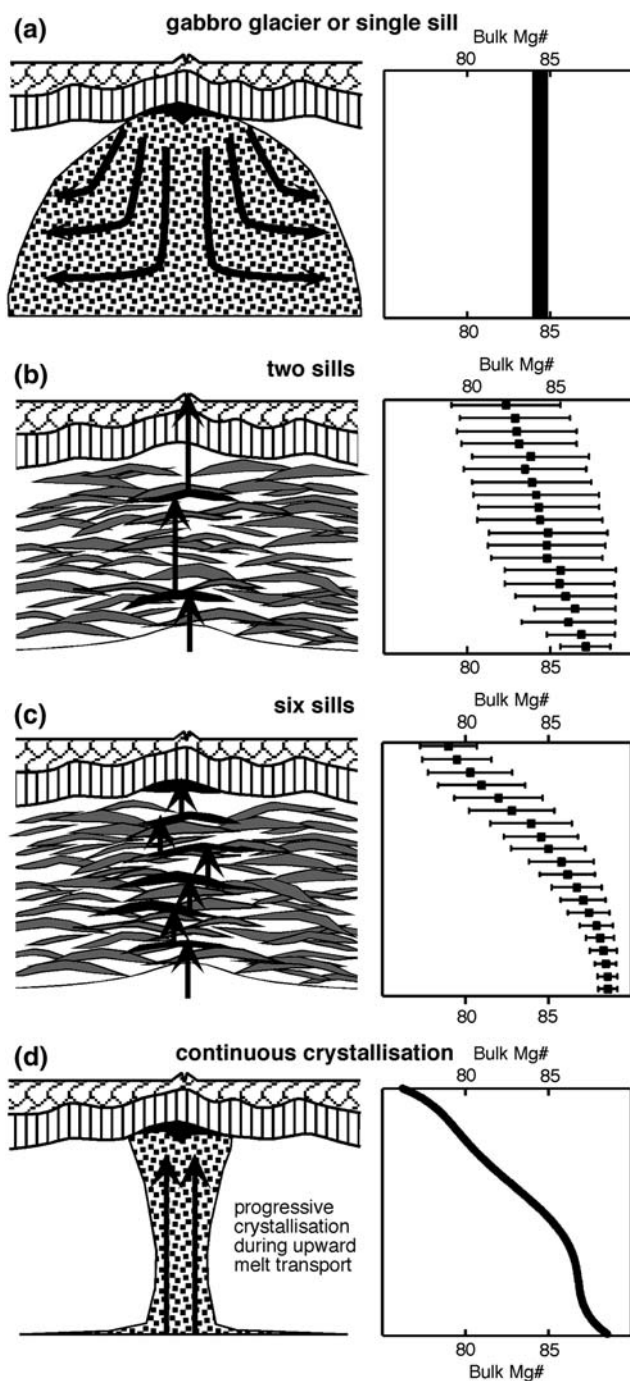 (a) gabbro glacier or single sill
Bulk Mg#
80 85
80 85
(b) two sills
Bulk Mg#
80 85
80 85
(c) six sills
Bulk Mg#
80 85
80 85
(d) continuous crystallisation
Bulk Mg#
80 85
progressive
crystallisation
during upward
melt transport
80 85
Bulk Mg#